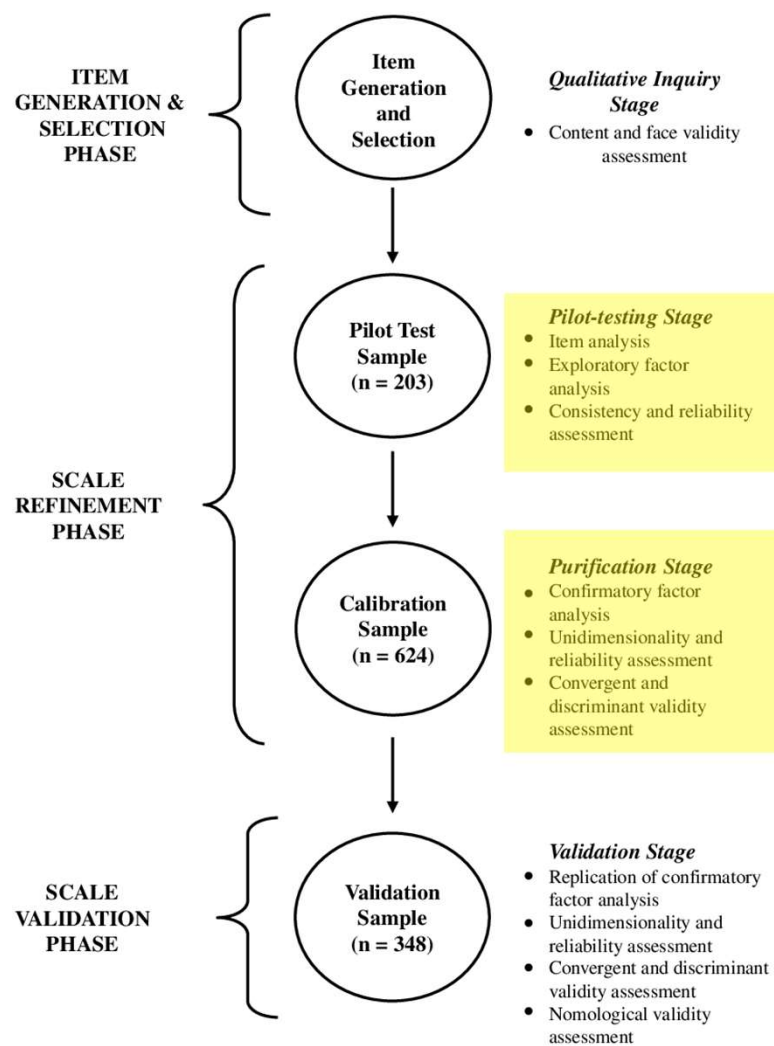 ITEM
GENERATION &
SELECTION
PHASE
Item
Generation
and
Selection
Qualitative Inquiry
Stage
• Content and face validity
assessment
SCALE
REFINEMENT
PHASE
Pilot Test
Sample
(n = 203)
Pilot-testing Stage
• Item analysis
• Exploratory factor
analysis
• Consistency and reliability
assessment
Calibration
Sample
(n = 624)
Purification Stage
• Confirmatory factor
analysis
• Unidimensionality and
reliability assessment
• Convergent and
discriminant validity
assessment
SCALE
VALIDATION
PHASE
Validation
Sample
(n = 348)
Validation Stage
• Replication of confirmatory
factor analysis
• Unidimensionality and
reliability assessment
• Convergent and discriminant
validity assessment
• Nomological validity
assessment